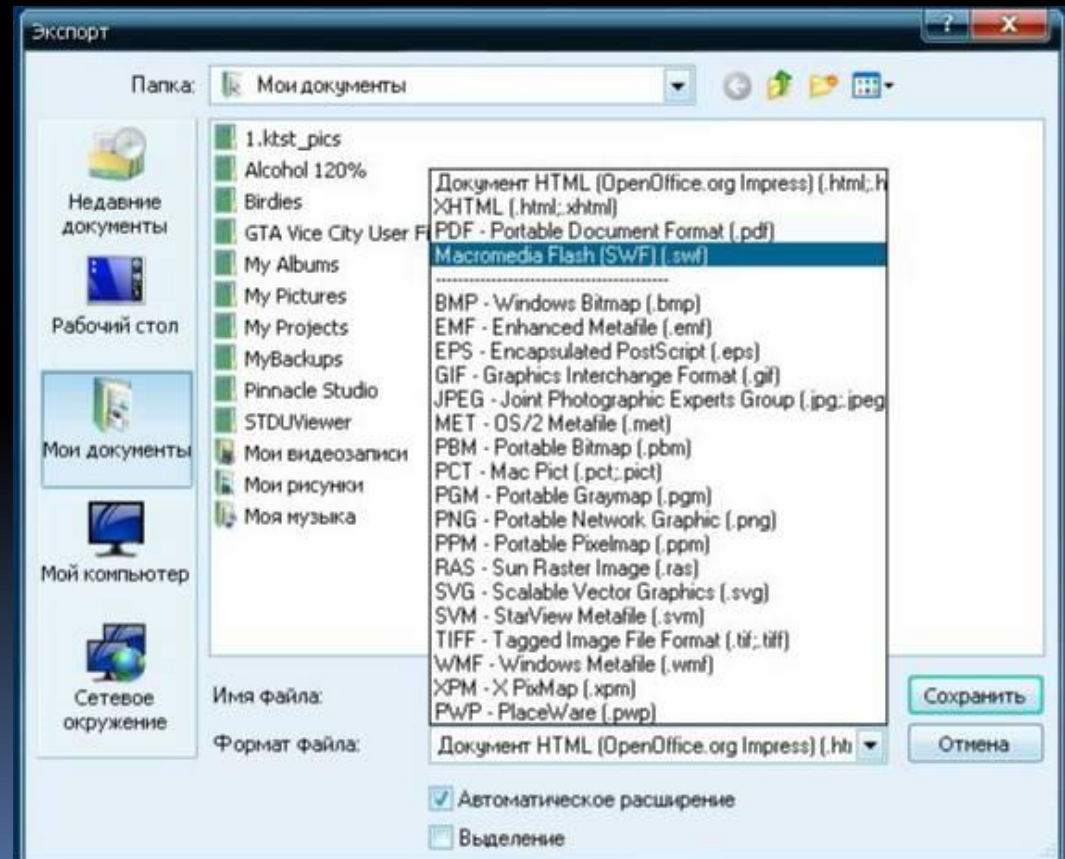 Экспорт
Папка:
Мои документы
Недавние документы
Рабочий стол
Мои документы
Мой компьютер
Сетевое окружение
1.ktst_pics
Alcohol 120%
Birdies
GTA Vice City User Fi
My Albums
My Pictures
My Projects
MyBackups
Pinnacle Studio
STDUViewer
Мои видеозаписи
Мои рисунки
Моя музыка
Документ HTML (OpenOffice.org Impress) (.html;.h
XHTML (.html;.xhtml)
PDF - Portable Document Format (.pdf)
Macromedia Flash (SWF) (.swf)
------------------------------------------
BMP - Windows Bitmap (.bmp)
EMF - Enhanced Metafile (.emf)
EPS - Encapsulated PostScript (.eps)
GIF - Graphics Interchange Format (.gif)
JPEG - Joint Photographic Experts Group (.jpg;.jpeg
MET - OS/2 Metafile (.met)
PBM - Portable Bitmap (.pbm)
PCT - Mac Pict (.pct;.pict)
PGM - Portable Graymap (.pgm)
PNG - Portable Network Graphic (.png)
PPM - Portable Pixelmap (.ppm)
RAS - Sun Raster Image (.ras)
SVG - Scalable Vector Graphics (.svg)
SVM - StarView Metafile (.svm)
TIFF - Tagged Image File Format (.tif;.tiff)
WMF - Windows Metafile (.wmf)
XPM - X PixMap (.xpm)
PWP - PlaceWare (.pwp)
Имя файла:
Сохранить
Формат файла:
Документ HTML (OpenOffice.org Impress) (.ht
Отмена
Автоматическое расширение
Выделение